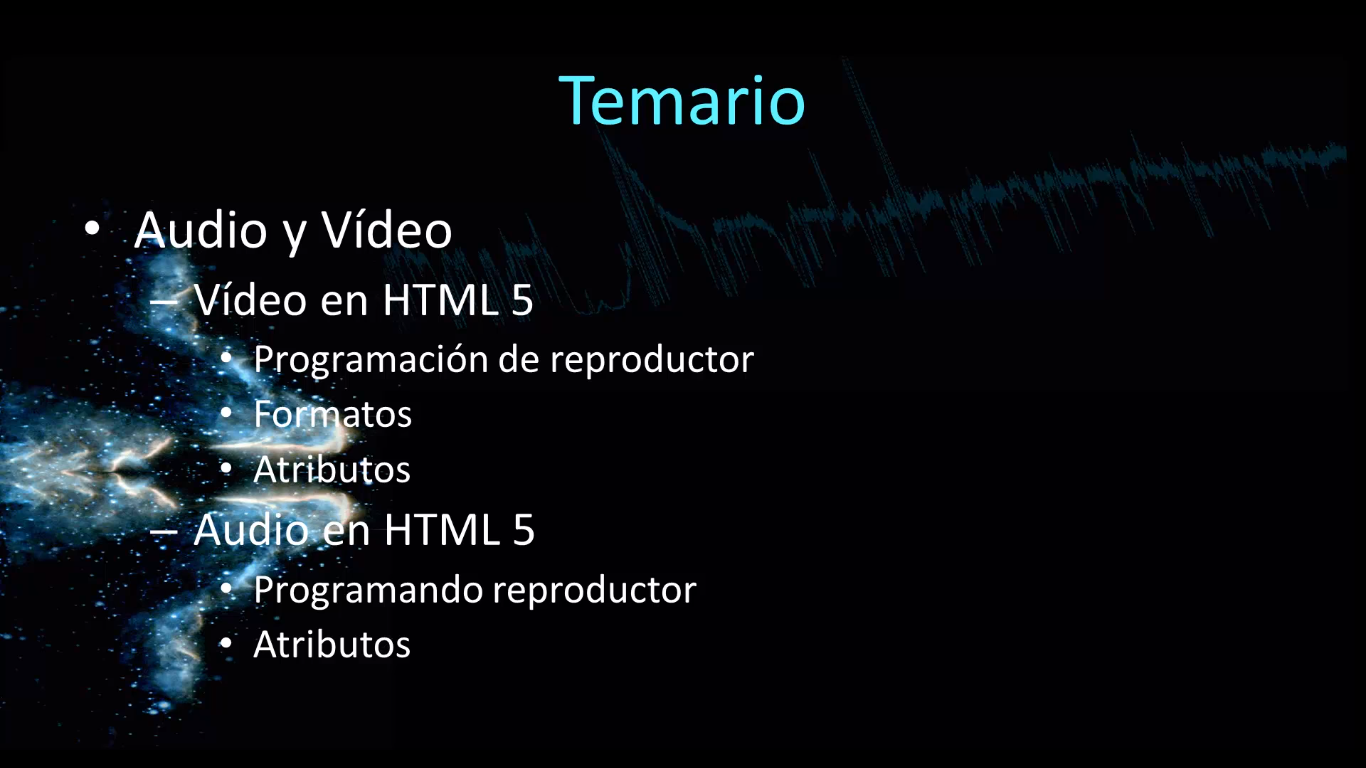 Temario
• Audio y Vídeo
– Vídeo en HTML 5
• Programación de reproductor
• Formatos
• Atributos
– Audio en HTML 5
• Programando reproductor
• Atributos